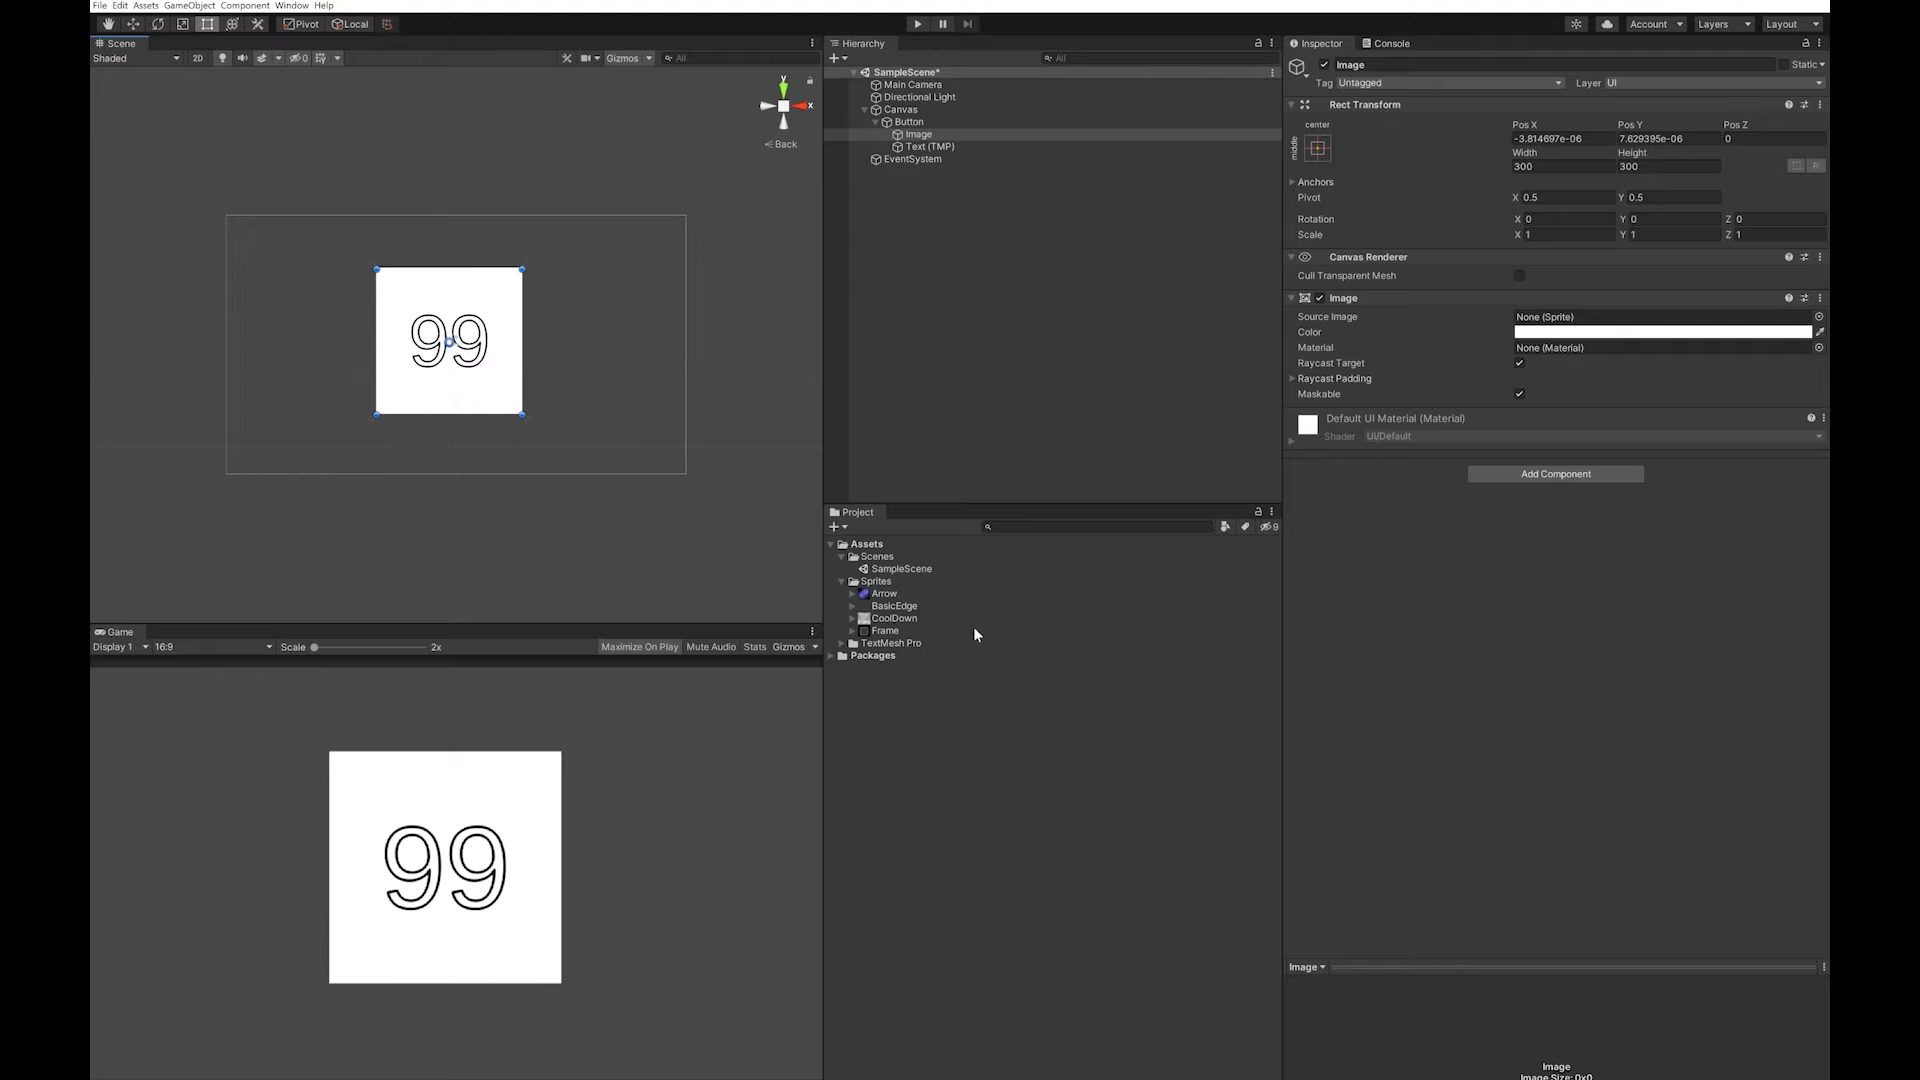 File Edit Assets GameObject Component Window Help
Pivot Local
Account Layers Layout
Scene
Shaded 2D 0 Gizmos All
y
x
Back
Game
Display 1 16:9 Scale 2x Maximize On Play Mute Audio Stats Gizmos
99
99
Hierarchy
All
SampleScene*
Main Camera
Directional Light
Canvas
Button
Image
Text (TMP)
EventSystem
Project
9
Assets
Scenes
SampleScene
Sprites
Arrow
BasicEdge
CoolDown
Frame
TextMesh Pro
Packages
Inspector Console
Image Static
Tag Untagged Layer UI
Rect Transform
center
middle
Pos X Pos Y Pos Z
-3.814697e-06 7.629395e-06 0
Width Height
300 300
R
Anchors
Pivot X 0.5 Y 0.5
Rotation X 0 Y 0 Z 0
Scale X 1 Y 1 Z 1
Canvas Renderer
Cull Transparent Mesh
Image
Source Image None (Sprite)
Color
Material None (Material)
Raycast Target
Raycast Padding
Maskable
Default UI Material (Material)
Shader UI/Default
Add Component
Image
Image
Image Size: 0x0